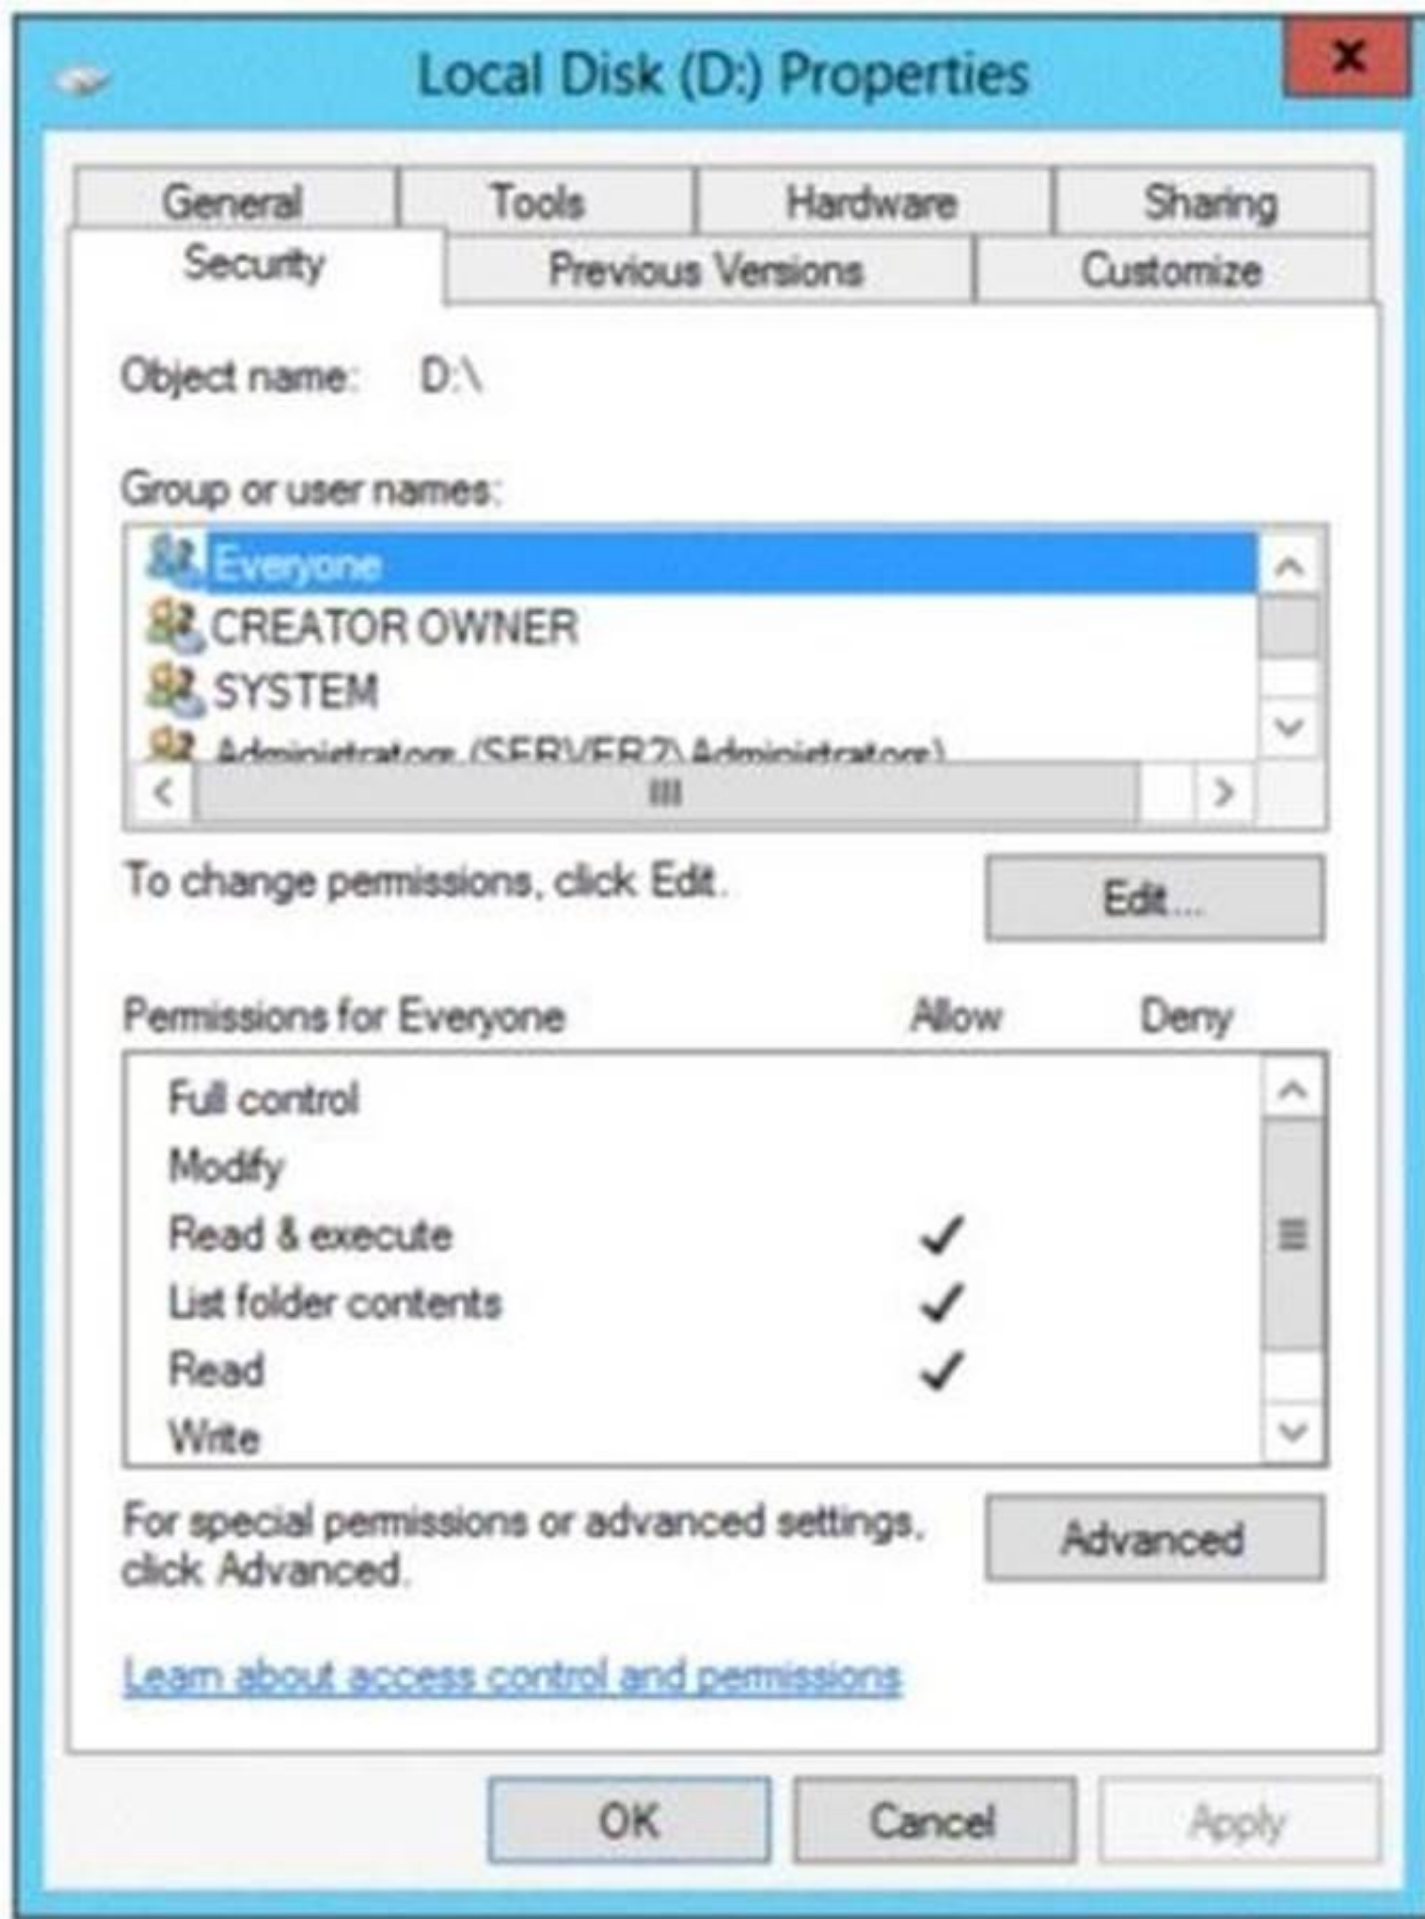 Local Disk (D:) Properties
x
General Tools Hardware Sharing
Security Previous Versions Customize
Object name: D:\
Group or user names:
Everyone
CREATOR OWNER
SYSTEM
Administrators (SERVER2\Administrators)
To change permissions, click Edit. Edit...
Permissions for Everyone Allow Deny
Full control
Modify
Read & execute
List folder contents
Read
Write
For special permissions or advanced settings, Advanced
click Advanced.
Learn about access control and permissions
OK Cancel Apply